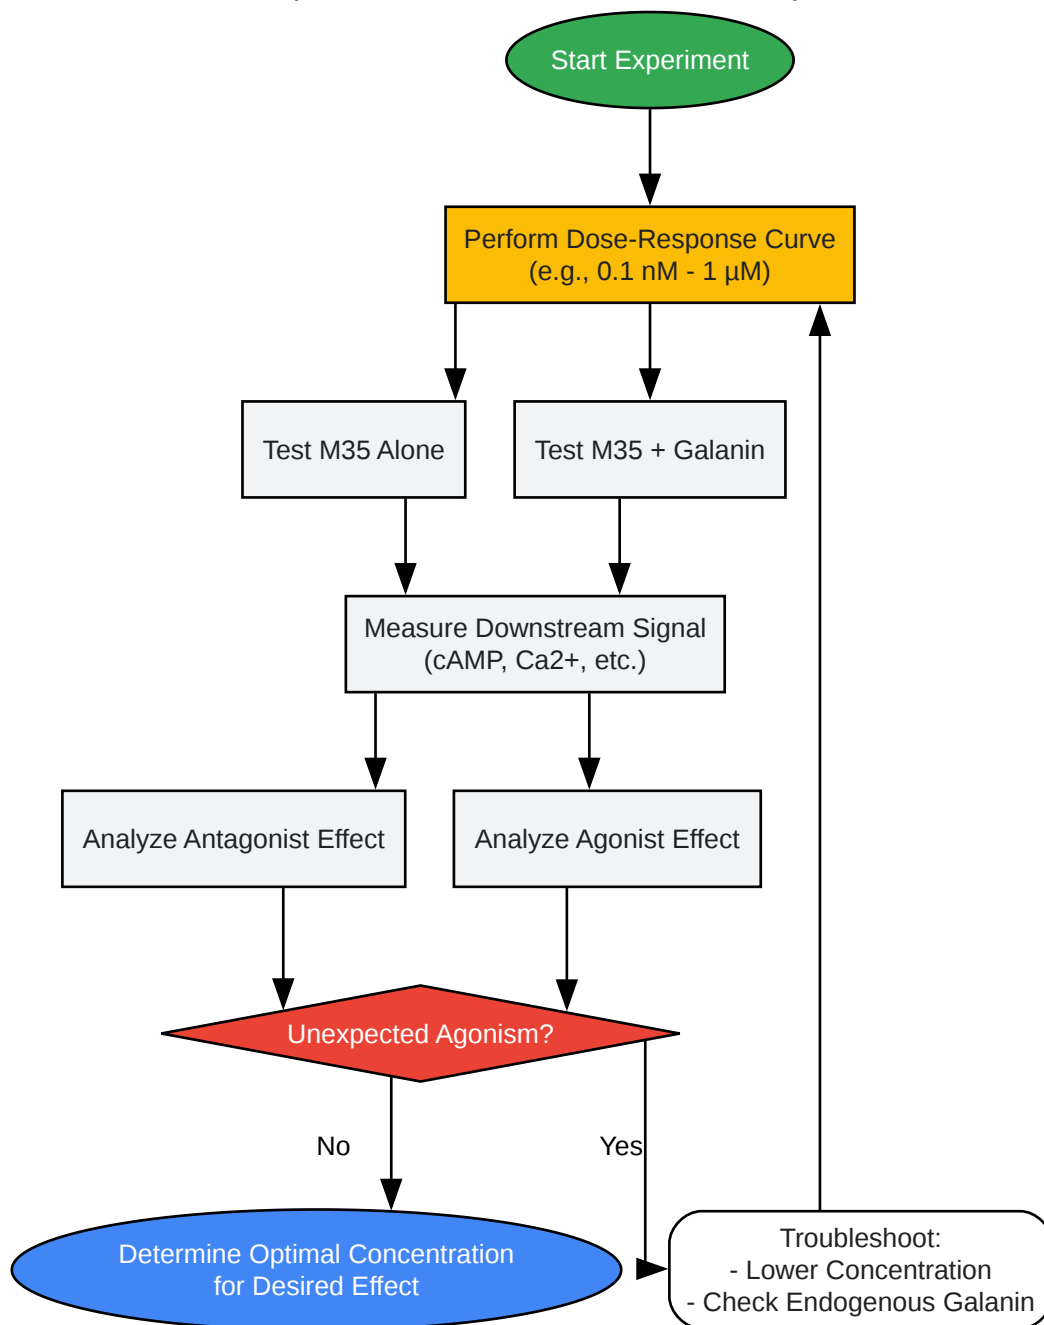 Start Experiment
Perform Dose-Response Curve
(e.g., 0.1 nM - 1 µM)
Test M35 Alone
Test M35 + Galanin
Measure Downstream Signal
(cAMP, Ca2+, etc.)
Analyze Antagonist Effect
Analyze Agonist Effect
Unexpected Agonism?
No
Yes
Determine Optimal Concentration
for Desired Effect
Troubleshoot:
- Lower Concentration
- Check Endogenous Galanin